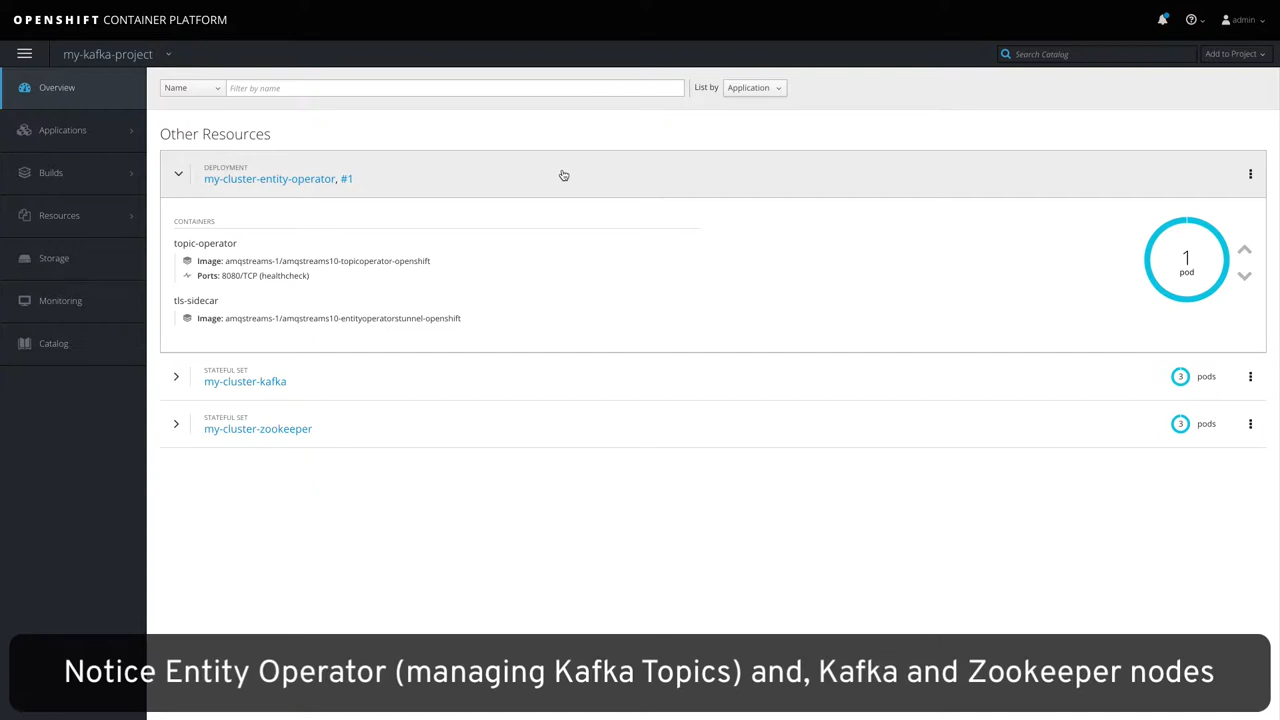 OPENSHIFT CONTAINER PLATFORM
admin
my-kafka-project
Search Catalog
Add to Project
Overview
Applications
Builds
Resources
Storage
Monitoring
Catalog
Name
Filter by name
List by
Application
Other Resources
DEPLOYMENT
my-cluster-entity-operator, #1
CONTAINERS
topic-operator
Image: amqstreams-1/amqstreams10-topicoperator-openshift
Ports: 8080/TCP (healthcheck)
tls-sidecar
Image: amqstreams-1/amqstreams10-entityoperatorstunnel-openshift
1
pod
STATEFUL SET
my-cluster-kafka
3 pods
STATEFUL SET
my-cluster-zookeeper
3 pods
Notice Entity Operator (managing Kafka Topics) and, Kafka and Zookeeper nodes